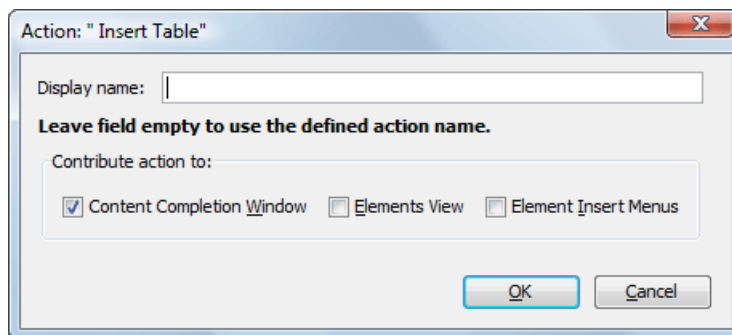 Action: " Insert Table"
Display name:
Leave field empty to use the defined action name.
Contribute action to:
Content Completion Window Elements View Element Insert Menus
OK Cancel